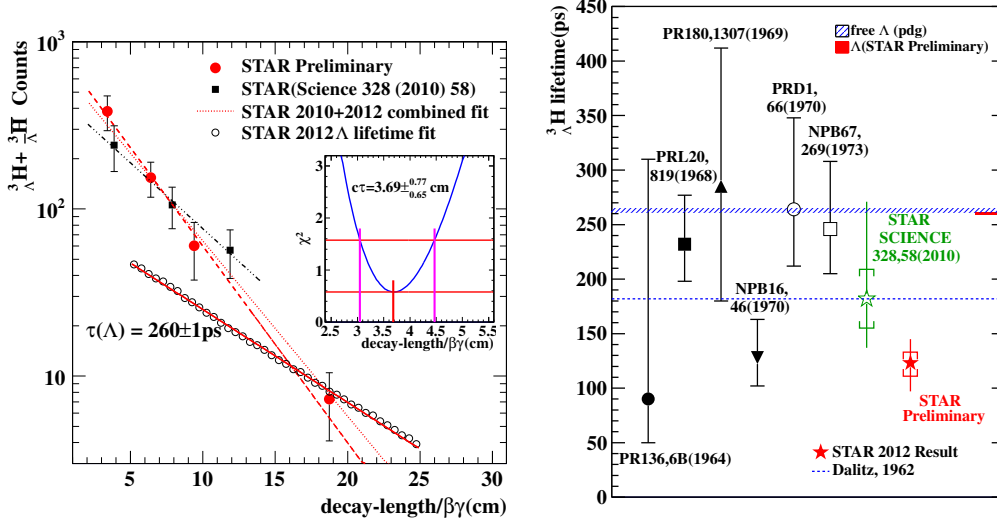 ³ΛH+ ³Λ̅H̅ Counts
10³
10²
10
STAR Preliminary
STAR(Science 328 (2010) 58)
STAR 2010+2012 combined fit
STAR 2012 Λ lifetime fit
τ(Λ) = 260±1ps
5 10 15 20 25 30
decay-length/βγ(cm)
χ²
3
2
1
0
cτ=3.69±0.77 0.65 cm
2.5 3 3.5 4 4.5 5 5.5
decay-length/βγ(cm)
³ΛH lifetime(ps)
450
400
350
300
250
200
150
100
50
0
free Λ (pdg)
Λ(STAR Preliminary)
PR180,1307(1969)
PRL20,
819(1968)
PRD1,
66(1970)
NPB67,
269(1973)
NPB16,
46(1970)
STAR
SCIENCE
328,58(2010)
STAR
Preliminary
PR136,6B(1964)
STAR 2012 Result
Dalitz, 1962